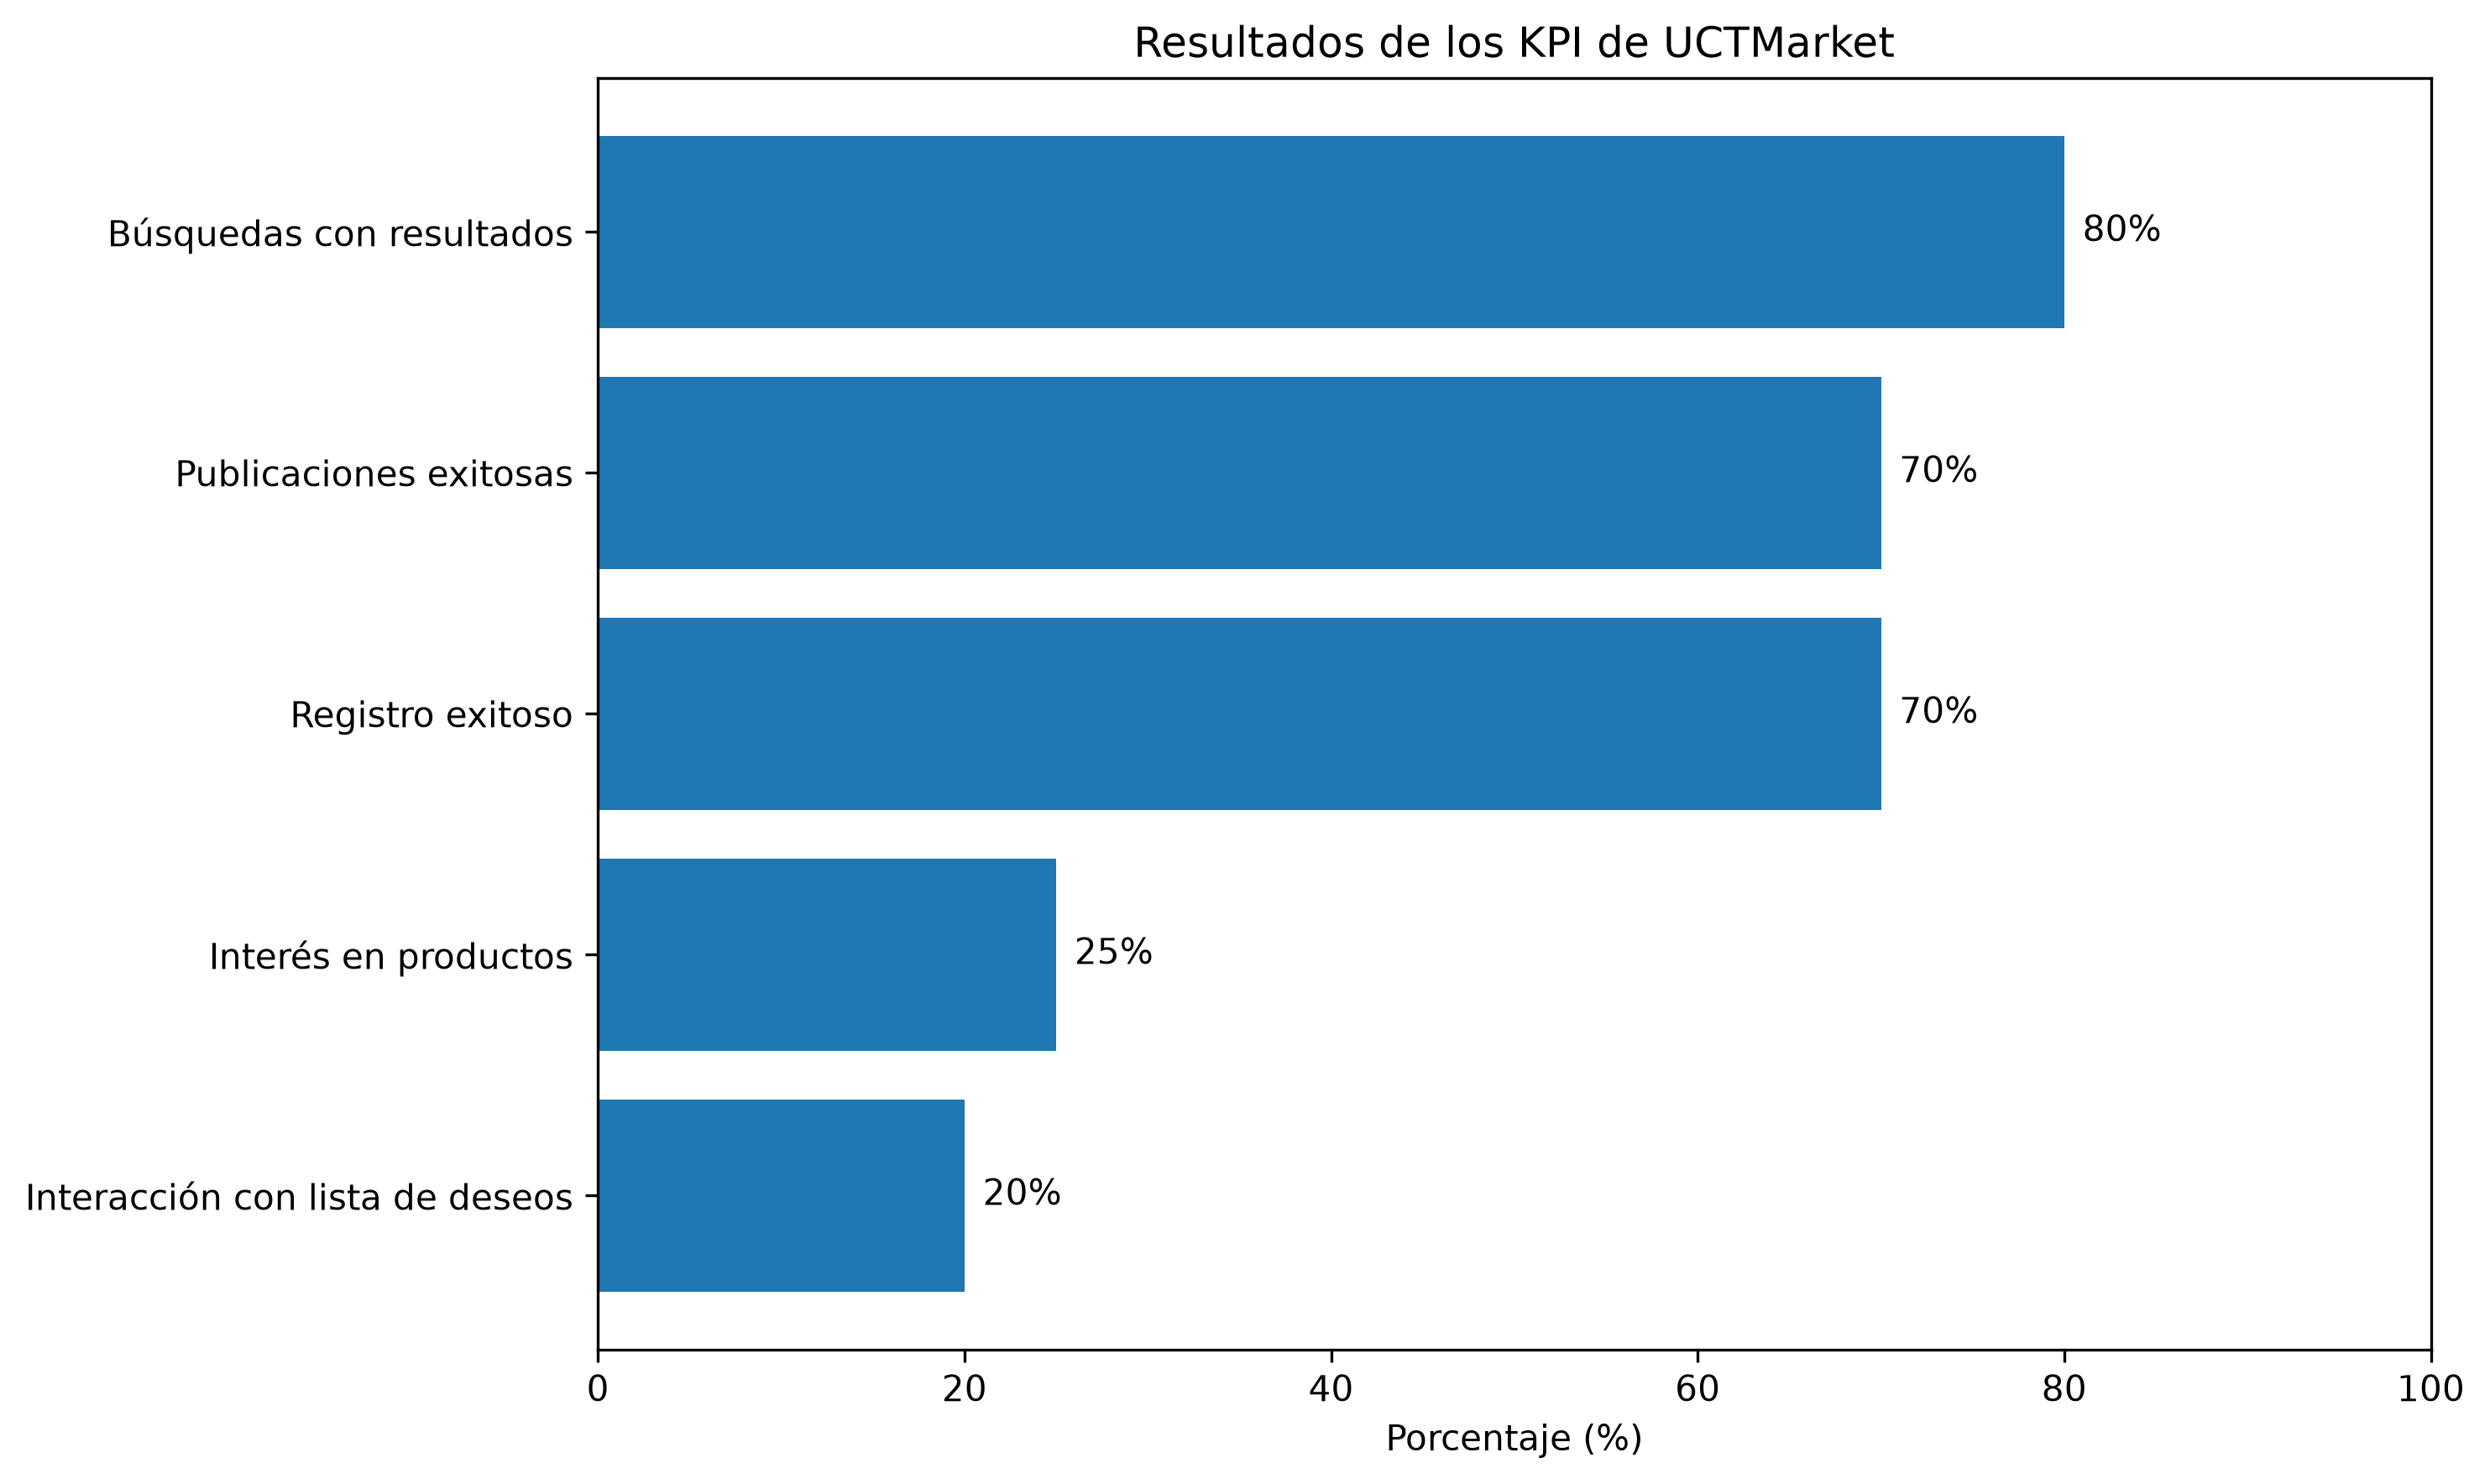 Resultados de los KPI de UCTMarket
Búsquedas con resultados
80%
Publicaciones exitosas
70%
Registro exitoso
70%
Interés en productos
25%
Interacción con lista de deseos
20%
0 20 40 60 80 100
Porcentaje (%)